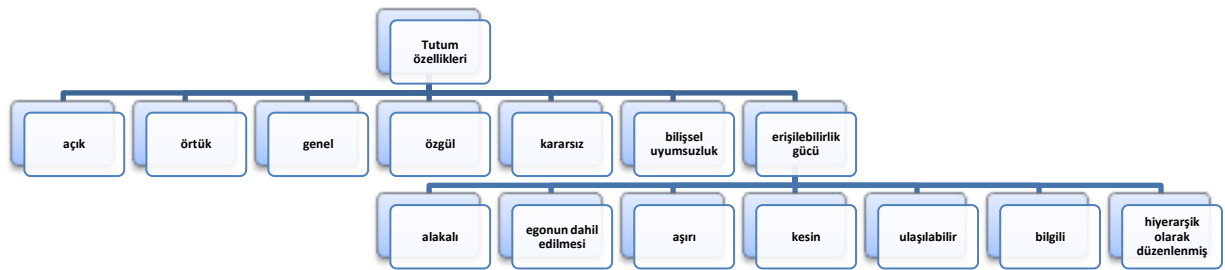 Tutum
özellikleri
açık
örtük
genel
özgül
kararsız
bilişsel
uyumsuzluk
erişilebilirlik
gücü
alakalı
egonun dahil
edilmesi
aşırı
kesin
ulaşılabilir
bilgili
hiyerarşik
olarak
düzenlenmiş